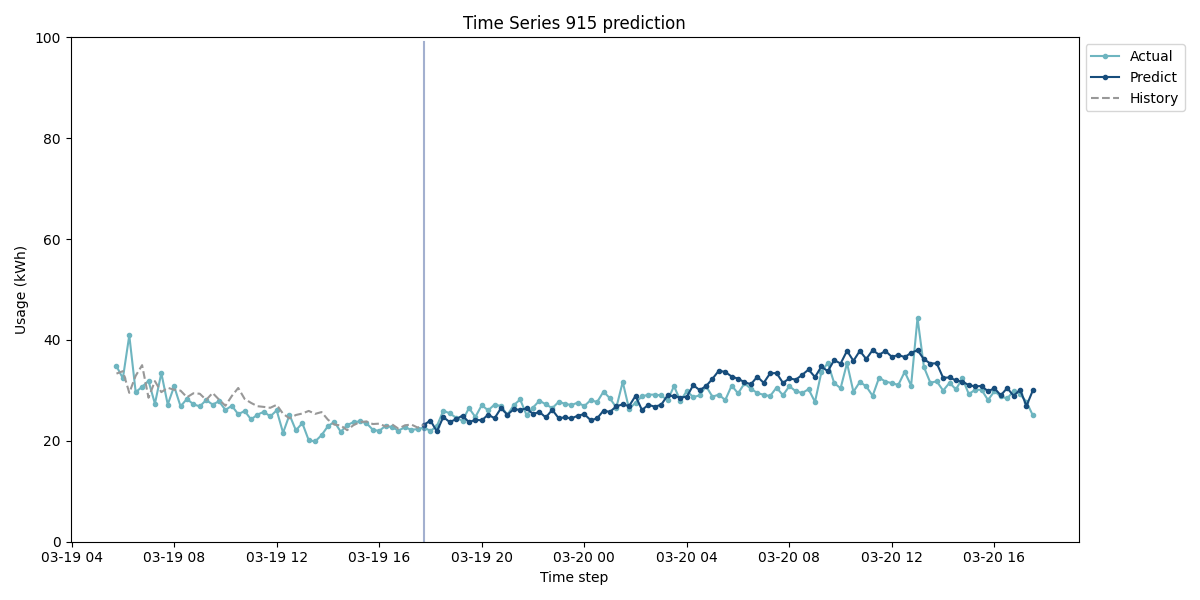 Time Series 915 prediction
100
80
60
40
20
0
Usage (kWh)
03-19 04
03-19 08
03-19 12
03-19 16
03-19 20
03-20 00
03-20 04
03-20 08
03-20 12
03-20 16
Time step
Actual
Predict
History